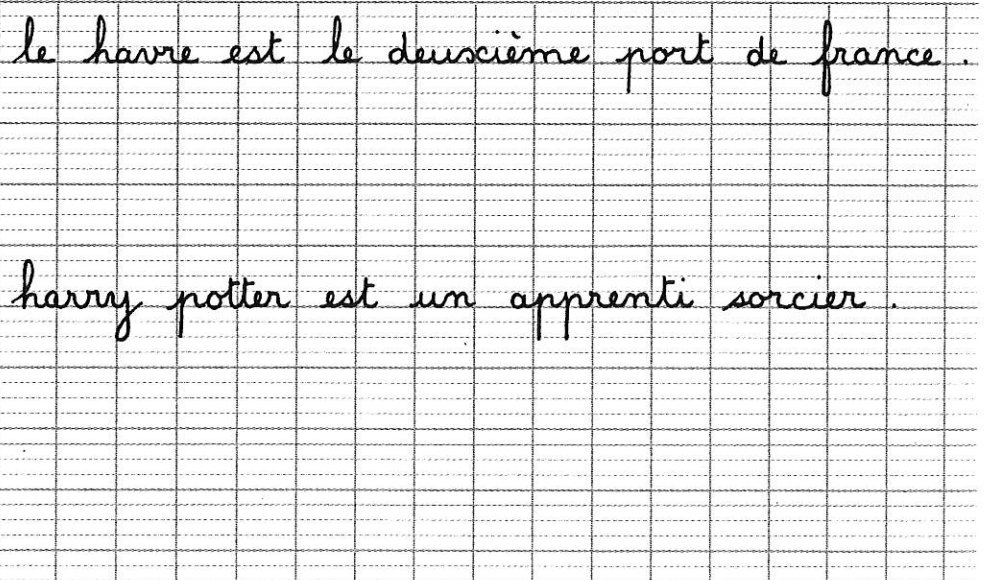 le havre est le deuxième port de france.
harry potter est un apprenti sorcier.